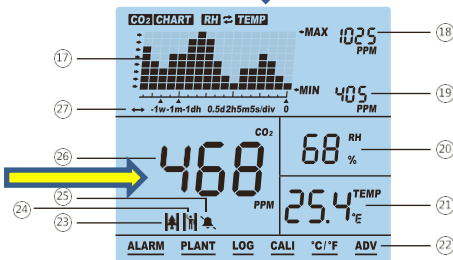 CO2 CHART RH ⇄ TEMP
MAX 1025 PPM 18
17
MIN 405 PPM 19
27 ↔ -1w-1m-1dh 0.5d2h5m5s/div 0
26 CO2 468 PPM
68 RH % 20
25
24
23
25.4 TEMP °E 21
ALARM PLANT LOG CALI °C/°F ADV 22